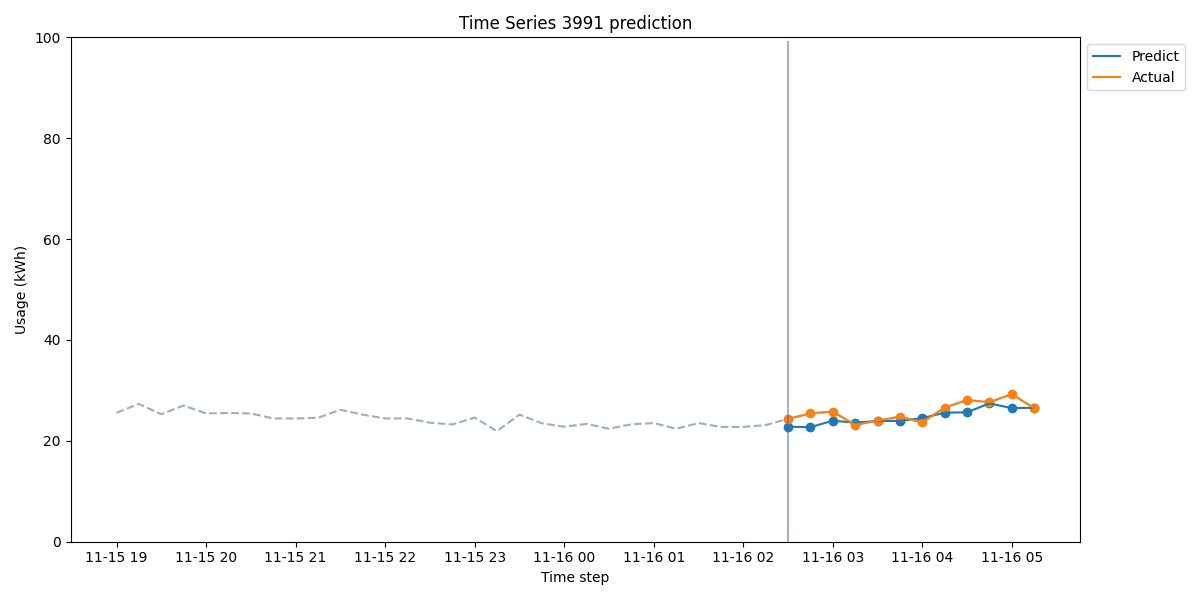 Time Series 3991 prediction
Predict
Actual
100
80
60
40
20
0
Usage (kWh)
11-15 19 11-15 20 11-15 21 11-15 22 11-15 23 11-16 00 11-16 01 11-16 02 11-16 03 11-16 04 11-16 05
Time step